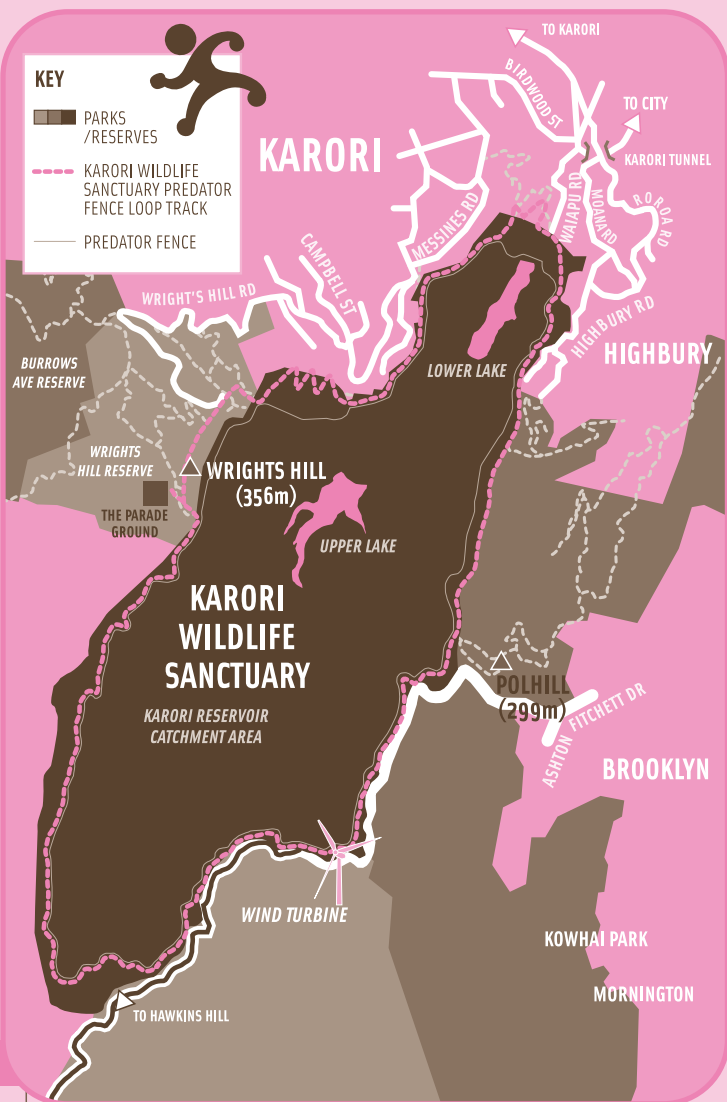 TO KARORI
KEY
BIRDWOOD ST
TO CITY
PARKS
/RESERVES
KARORI
KARORI TUNNEL
KARORI WILDLIFE
SANCTUARY PREDATOR
FENCE LOOP TRACK
WAIAPU RD
MOANA RD
ROROA RD
MESSINES RD
PREDATOR FENCE
CAMPBELL ST
WRIGHT'S HILL RD
HIGHBURY RD
HIGHBURY
BURROWS
AVE RESERVE
LOWER LAKE
WRIGHTS
HILL RESERVE
WRIGHTS HILL
(356m)
THE PARADE
GROUND
UPPER LAKE
KARORI
WILDLIFE
SANCTUARY
KARORI RESERVOIR
CATCHMENT AREA
POLHILL
(299m)
ASHTON FITCHETT DR
BROOKLYN
WIND TURBINE
KOWHAI PARK
MORNINGTON
TO HAWKINS HILL